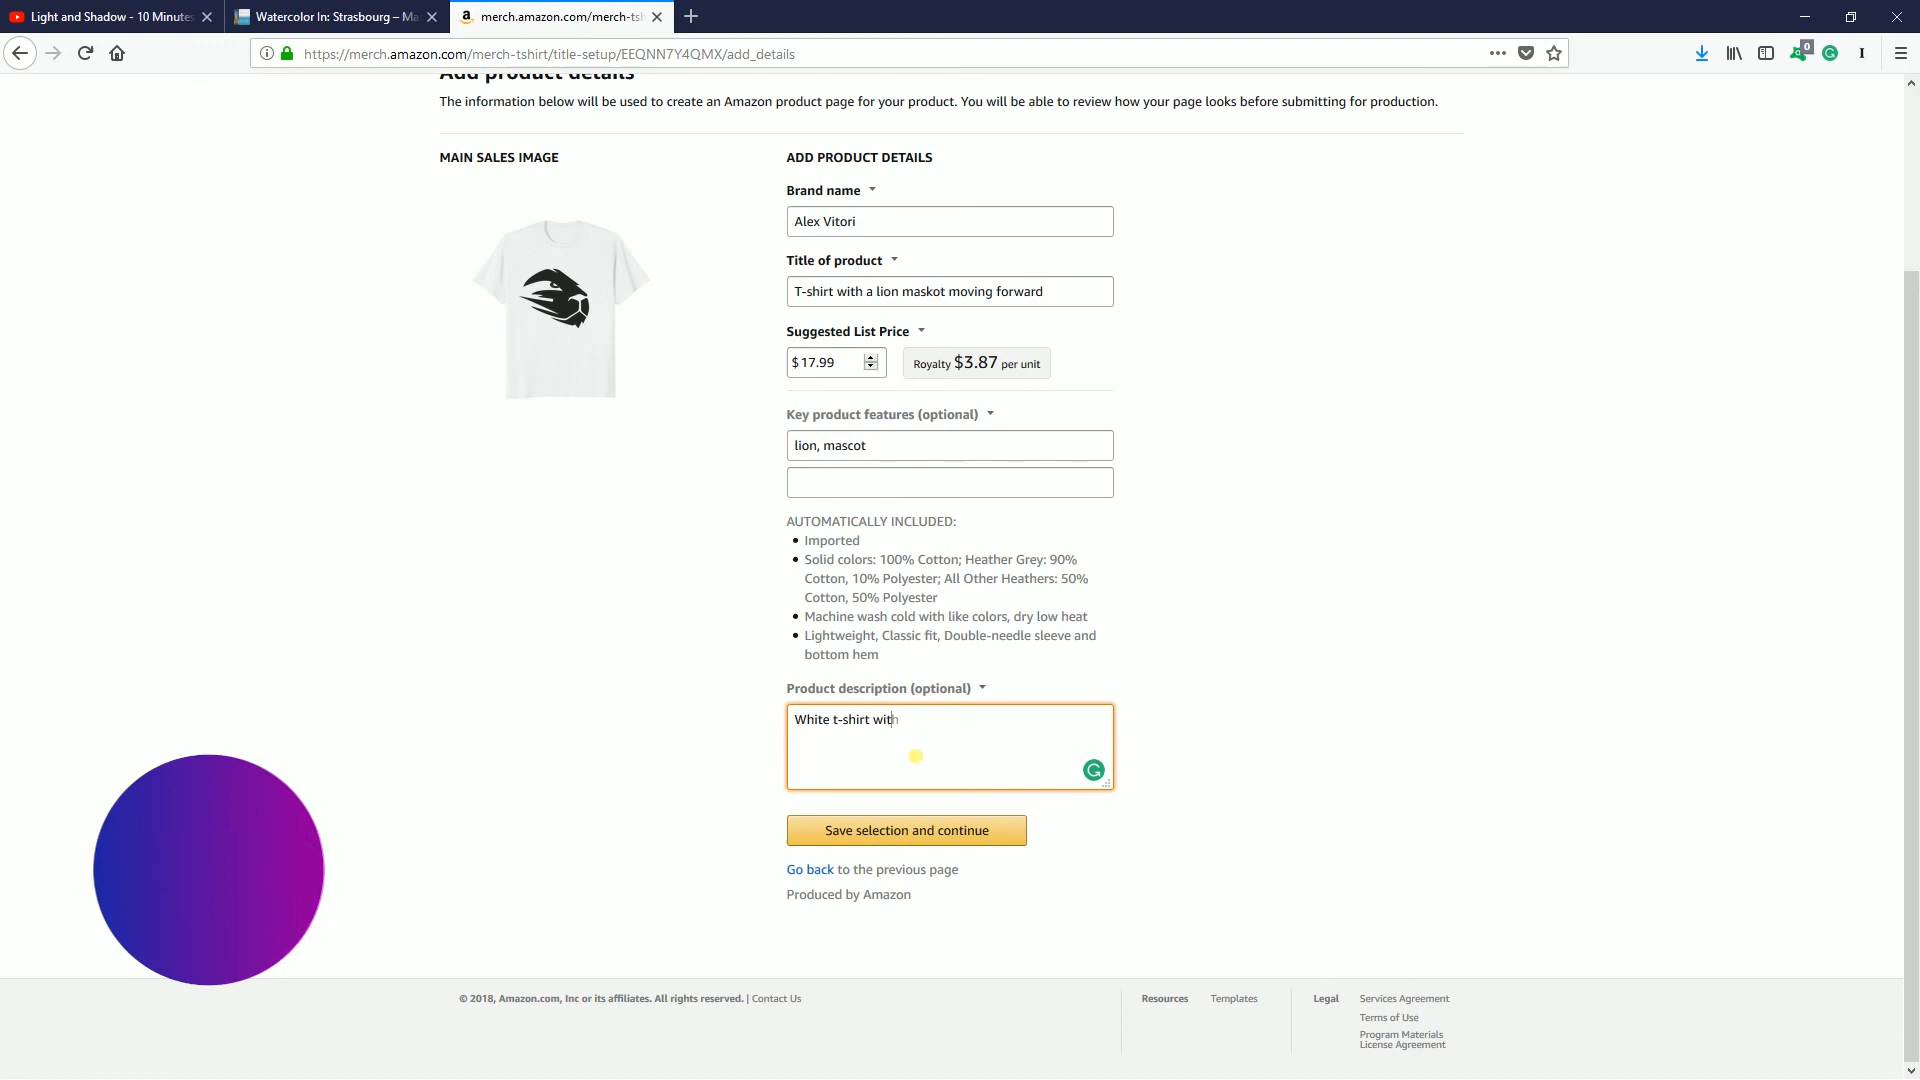 Light and Shadow - 10 Minutes
Watercolor In: Strasbourg – Ma
merch.amazon.com/merch-tsh
https://merch.amazon.com/merch-tshirt/title-setup/EEQNN7Y4QMX/add_details
0
Add product details
The information below will be used to create an Amazon product page for your product. You will be able to review how your page looks before submitting for production.
MAIN SALES IMAGE
ADD PRODUCT DETAILS
Brand name
Alex Vitori
Title of product
T-shirt with a lion maskot moving forward
Suggested List Price
$ 17.99
Royalty $3.87 per unit
Key product features (optional)
lion, mascot
AUTOMATICALLY INCLUDED:
Imported
Solid colors: 100% Cotton; Heather Grey: 90%
Cotton, 10% Polyester; All Other Heathers: 50%
Cotton, 50% Polyester
Machine wash cold with like colors, dry low heat
Lightweight, Classic fit, Double-needle sleeve and
bottom hem
Product description (optional)
White t-shirt with
Save selection and continue
Go back to the previous page
Produced by Amazon
© 2018, Amazon.com, Inc or its affiliates. All rights reserved. | Contact Us
Resources
Templates
Legal
Services Agreement
Terms of Use
Program Materials
License Agreement